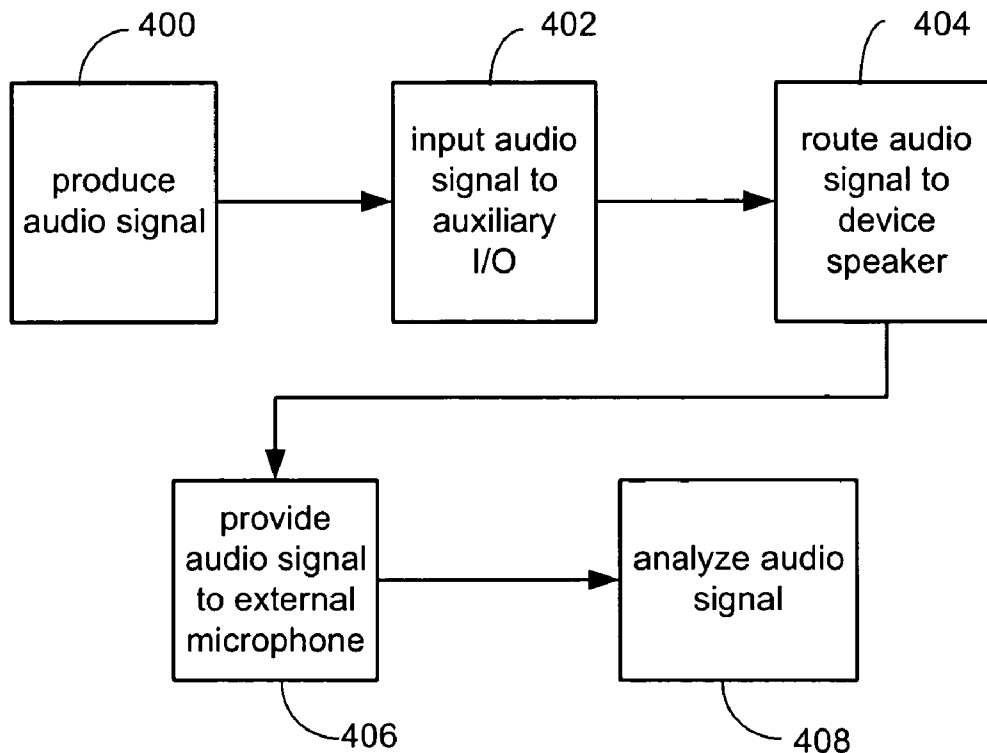 400
402
404
produce
audio signal
input audio
signal to
auxiliary
I/O
route audio
signal to
device
speaker
provide
audio signal
to external
microphone
analyze audio
signal
406
408